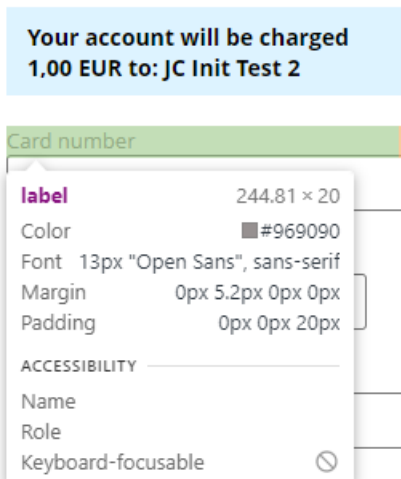 Your account will be charged
1,00 EUR to: JC Init Test 2
Card number
label 244.81 × 20
Color #969090
Font 13px "Open Sans", sans-serif
Margin 0px 5.2px 0px 0px
Padding 0px 0px 20px
ACCESSIBILITY
Name
Role
Keyboard-focusable